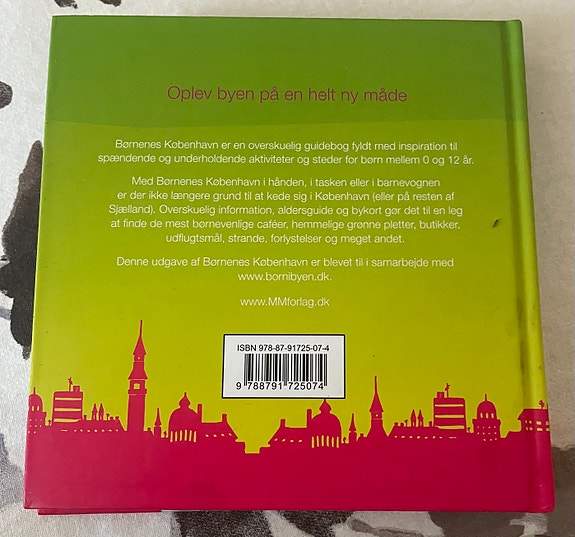 Oplev byen på en helt ny måde
Børnenes København er en overskuelig guidebog fyldt med inspiration til
spændende og underholdende aktiviteter og steder for børn mellem 0 og 12 år.
Med Børnenes København i hånden, i tasken eller i barnevognen
er der ikke længere grund til at kede sig i København (eller på resten af
Sjælland). Overskuelig information, aldersguide og bykort gør det til en leg
at finde de mest børnevenlige caféer, hemmelige grønne pletter, butikker,
udflugtsmål, strande, forlystelser og meget andet.
Denne udgave af Børnenes København er blevet til i samarbejde med
www.bornibyen.dk.
www.MMforlag.dk
ISBN 978-87-91725-07-4
9 788791 725074